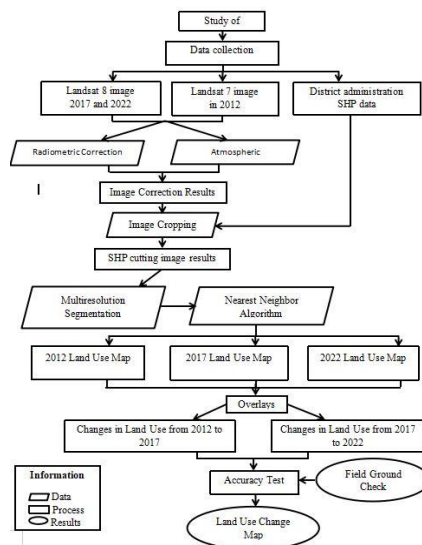 Study of
Data collection
Landsat 8 image
2017 and 2022
Landsat 7 image
in 2012
District administration
SHP data
Radiometric Correction
Atmospheric
Image Correction Results
Image Cropping
SHP cutting image results
Multiresolution
Segmentation
Nearest Neighbor
Algorithm
2012 Land Use Map
2017 Land Use Map
2022 Land Use Map
Overlays
Changes in Land Use from 2012 to
2017
Changes in Land Use from 2017
to 2022
Accuracy Test
Field Ground
Check
Land Use Change
Map
Information
Data
Process
Results